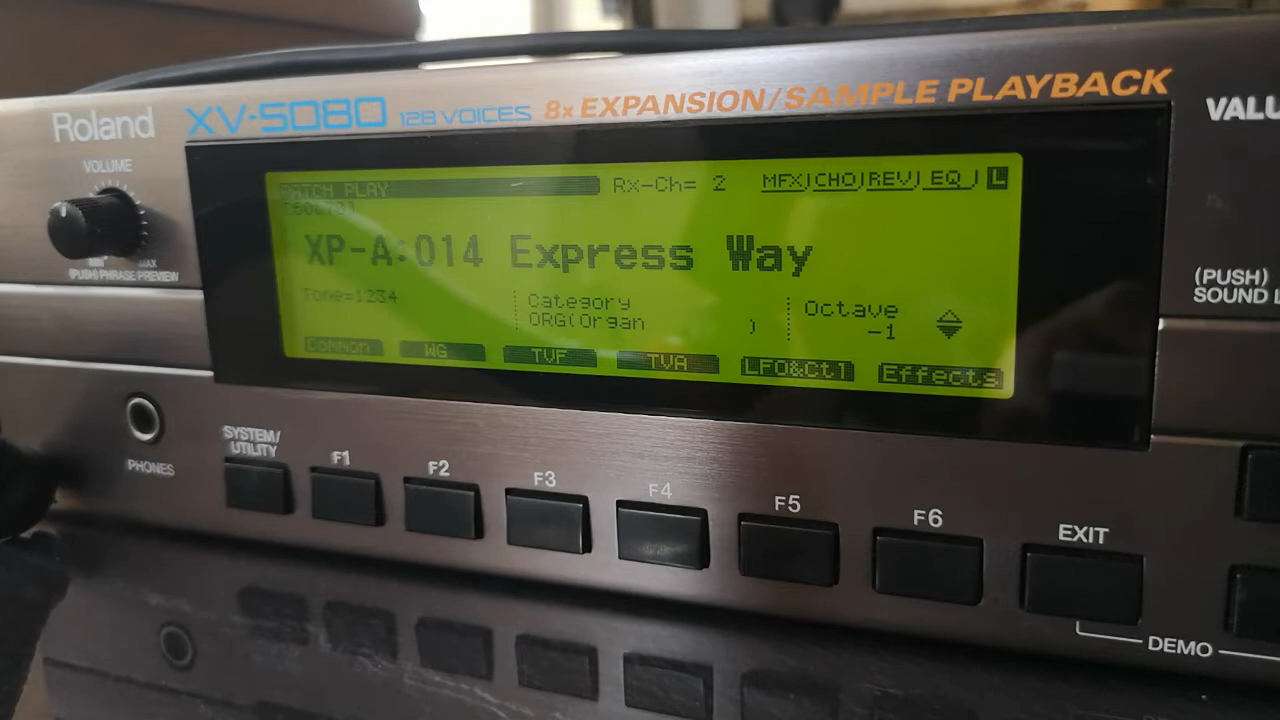 Roland XV-5080 128 VOICES 8x EXPANSION/SAMPLE PLAYBACK
VOLUME
MAX
(PUSH) PHRASE PREVIEW
PATCH PLAY Rx-Ch= 2 MFX CHO REV EQ L
XP-A:014 Express Way
Tone=1234 Category Octave
ORG(Organ ) -1
Common WG TVF TVA LFO&Ctl Effects
(PUSH)
SOUND
PHONES
SYSTEM/
UTILITY
F1 F2 F3 F4 F5 F6 EXIT
DEMO